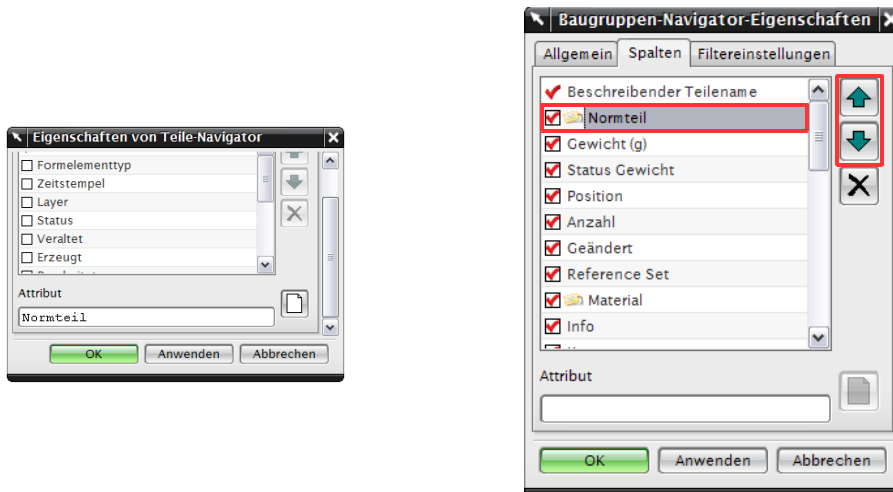 Eigenschaften von Teile-Navigator
Formelementtyp
Zeitstempel
Layer
Status
Veraltet
Erzeugt
Attribut
Normteil
OK Anwenden Abbrechen
Baugruppen-Navigator-Eigenschaften
Allgemein Spalten Filtereinstellungen
Beschreibender Teilename
Normteil
Gewicht (g)
Status Gewicht
Position
Anzahl
Geändert
Reference Set
Material
Info
Attribut
OK Anwenden Abbrechen